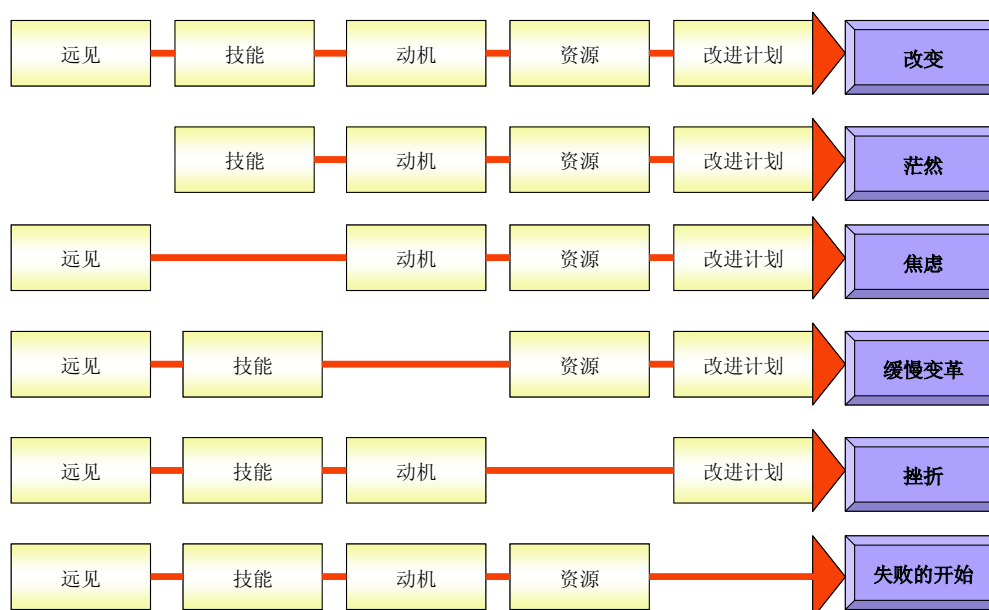 远见 技能 动机 资源 改进计划 改变
技能 动机 资源 改进计划 茫然
远见 动机 资源 改进计划 焦虑
远见 技能 资源 改进计划 缓慢变革
远见 技能 动机 改进计划 挫折
远见 技能 动机 资源 失败的开始